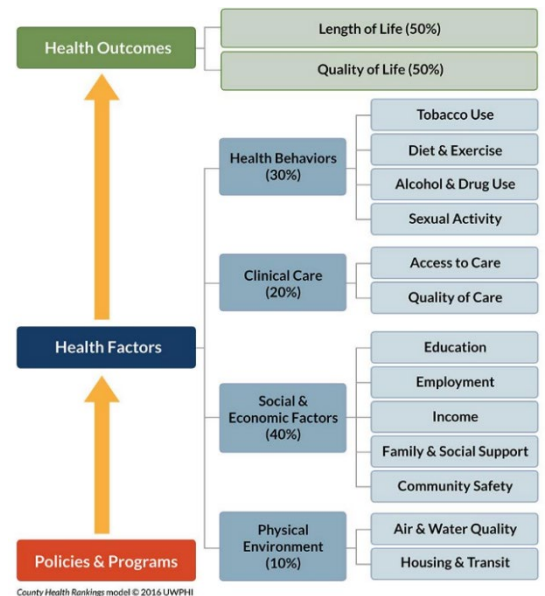 Health Outcomes
Length of Life (50%)
Quality of Life (50%)
Health Factors
Health Behaviors
(30%)
Tobacco Use
Diet & Exercise
Alcohol & Drug Use
Sexual Activity
Clinical Care
(20%)
Access to Care
Quality of Care
Social &
Economic Factors
(40%)
Education
Employment
Income
Family & Social Support
Community Safety
Physical
Environment
(10%)
Air & Water Quality
Housing & Transit
Policies & Programs
County Health Rankings model © 2016 UWPHI